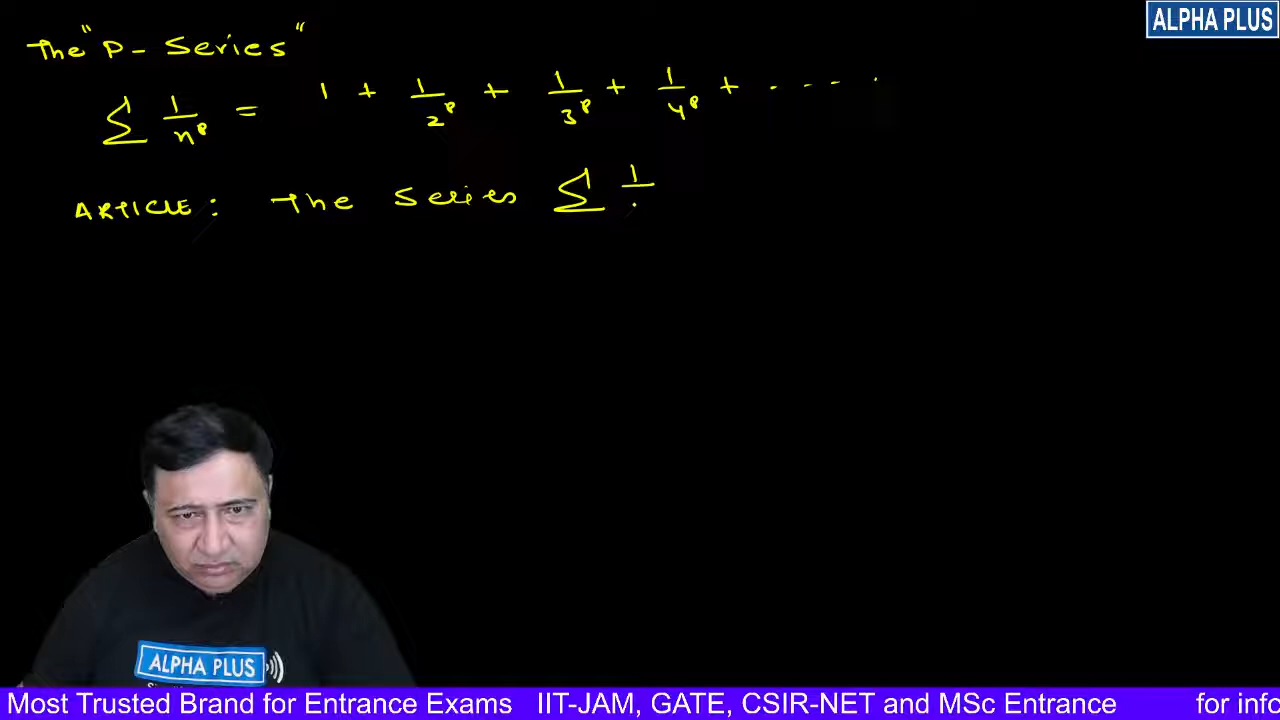 ALPHA PLUS
The "P - Series"
∑ 1/n^p = 1 + 1/2^p + 1/3^p + 1/4^p + - - - -
ARTICLE: The Series ∑ 1/
ALPHA PLUS
Most Trusted Brand for Entrance Exams IIT-JAM, GATE, CSIR-NET and MSc Entrance for info